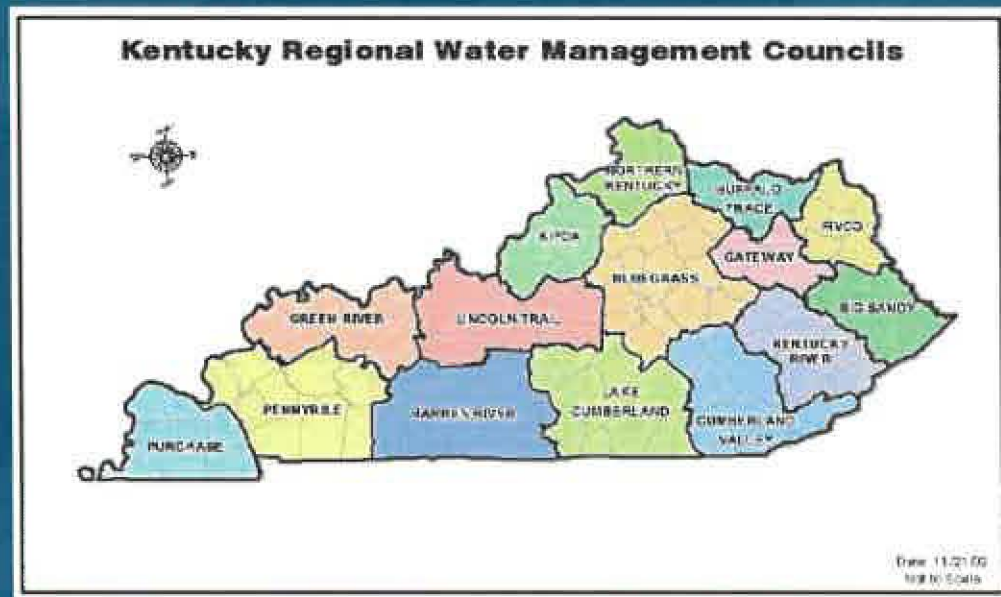 Kentucky Regional Water Management Councils
NORTHERN
KENTUCKY
BUFFALO
TRACE
FIVCO
KIPDA
GATEWAY
BLUEGRASS
BIG SANDY
GREEN RIVER
LINCOLN TRAIL
KENTUCKY
RIVER
PENNYRILE
BARREN RIVER
LAKE
CUMBERLAND
CUMBERLAND
VALLEY
PURCHASE
Not to Scale